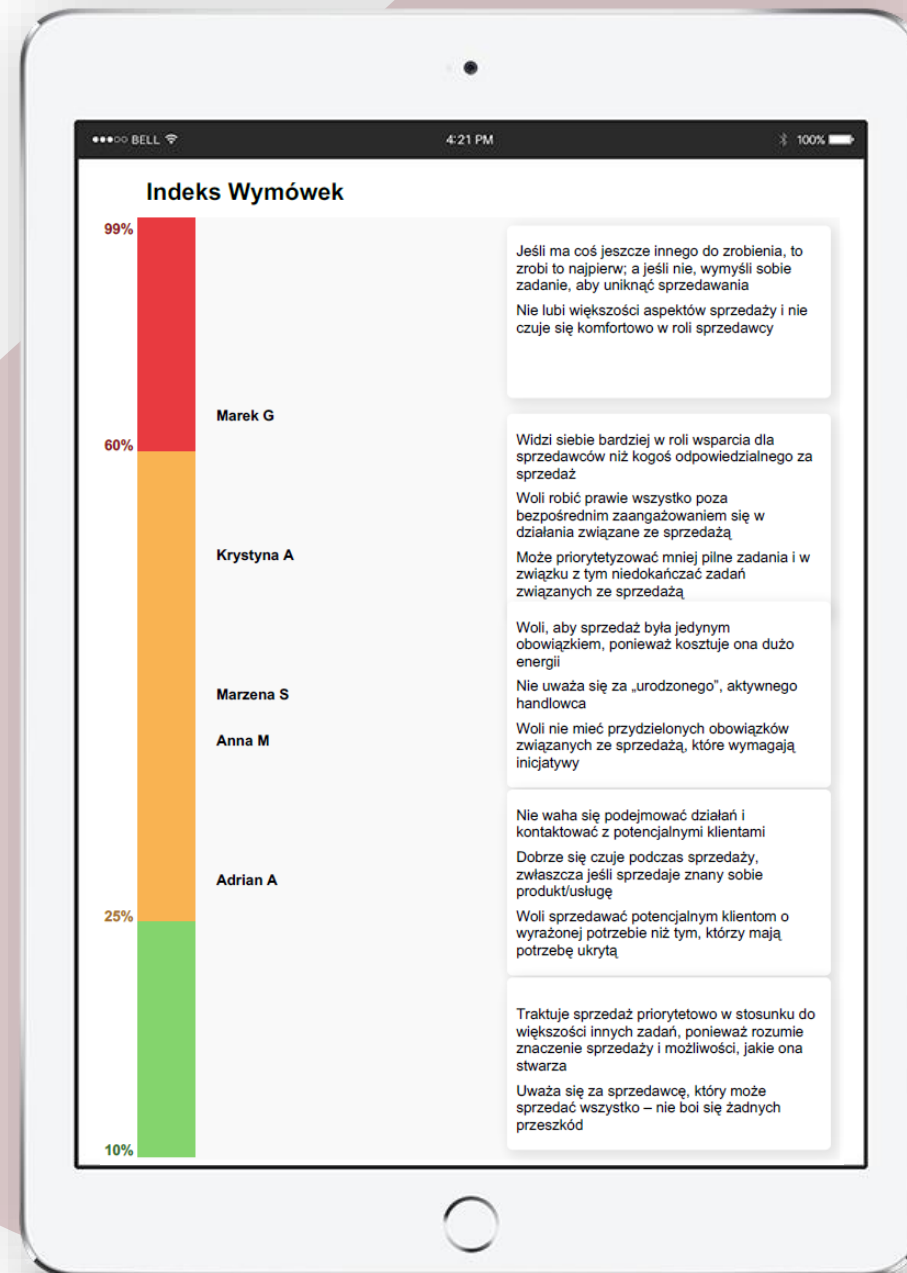 BELL
4:21 PM
100%
Indeks Wymówek
99%
Jeśli ma coś jeszcze innego do zrobienia, to
zrobi to najpierw; a jeśli nie, wymyśli sobie
zadanie, aby uniknąć sprzedawania
Nie lubi większości aspektów sprzedaży i nie
czuje się komfortowo w roli sprzedawcy
Marek G
60%
Widzi siebie bardziej w roli wsparcia dla
sprzedawców niż kogoś odpowiedzialnego za
sprzedaż
Woli robić prawie wszystko poza
bezpośrednim zaangażowaniem się w
działania związane ze sprzedażą
Krystyna A
Może priorytetyzować mniej pilne zadania i w
związku z tym niedokańczać zadań
związanych ze sprzedażą
Woli, aby sprzedaż była jedynym
obowiązkiem, ponieważ kosztuje ona dużo
energii
Marzena S
Nie uważa się za „urodzonego”, aktywnego
handlowca
Anna M
Woli nie mieć przydzielonych obowiązków
związanych ze sprzedażą, które wymagają
inicjatywy
Nie waha się podejmować działań i
kontaktować z potencjalnymi klientami
Adrian A
Dobrze się czuje podczas sprzedaży,
zwłaszcza jeśli sprzedaje znany sobie
produkt/usługę
25%
Woli sprzedawać potencjalnym klientom o
wyrażonej potrzebie niż tym, którzy mają
potrzebę ukrytą
Traktuje sprzedaż priorytetowo w stosunku do
większości innych zadań, ponieważ rozumie
znaczenie sprzedaży i możliwości, jakie ona
stwarza
Uważa się za sprzedawcę, który może
sprzedać wszystko – nie boi się żadnych
przeszkód
10%